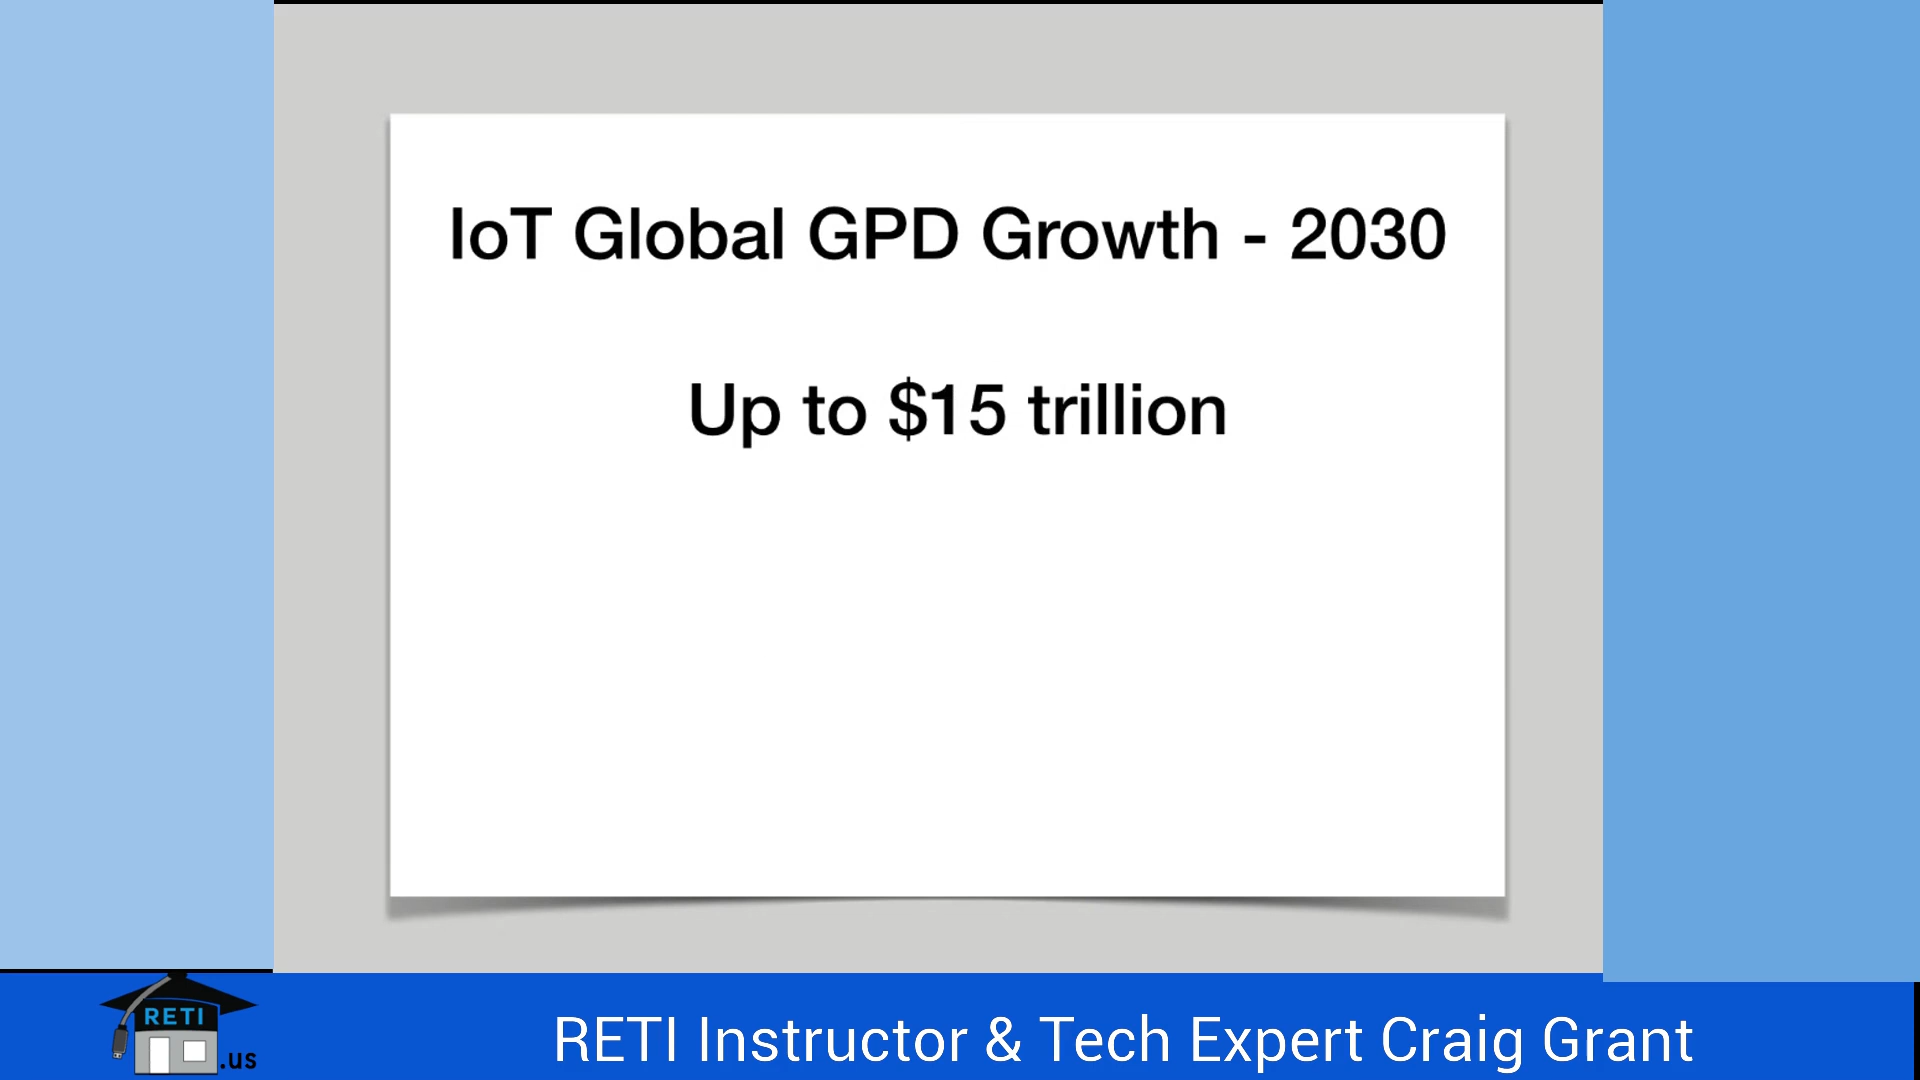 IoT Global GPD Growth - 2030
Up to $15 trillion
RETI
.us
RETI Instructor & Tech Expert Craig Grant